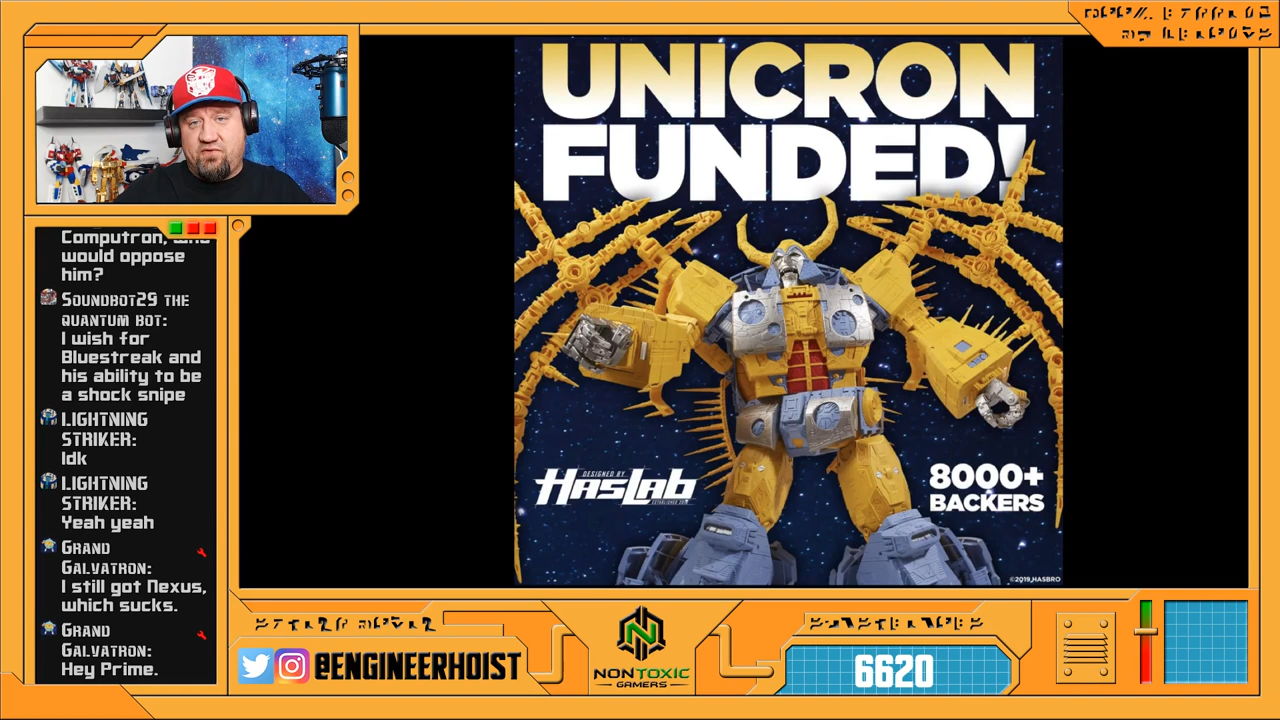 UNICRON
FUNDED!
Computron, who
would oppose
him?
Soundbot29 the
quantum bot:
I wish for
Bluestreak and
his ability to be
a shock snipe
LIGHTNING
STRIKER:
Idk
LIGHTNING
STRIKER:
Yeah yeah
Grand
Galvatron:
I still got Nexus,
which sucks.
Grand
Galvatron:
Hey Prime.
DESIGNED BY
HASLAB
8000+
BACKERS
©2019 HASBRO
@ENGINEERHOIST
NONTOXIC
GAMERS
6620